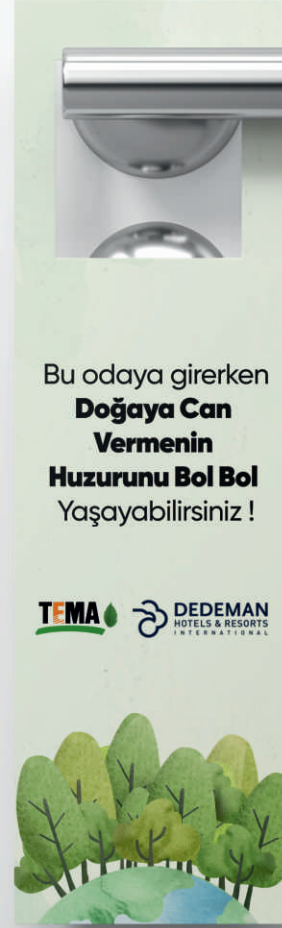 Bu odaya girerken
Doğaya Can
Vermenin
Huzurunu Bol Bol
Yaşayabilirsiniz !
TEMA
DEDEMAN
HOTELS & RESORTS
INTERNATIONAL